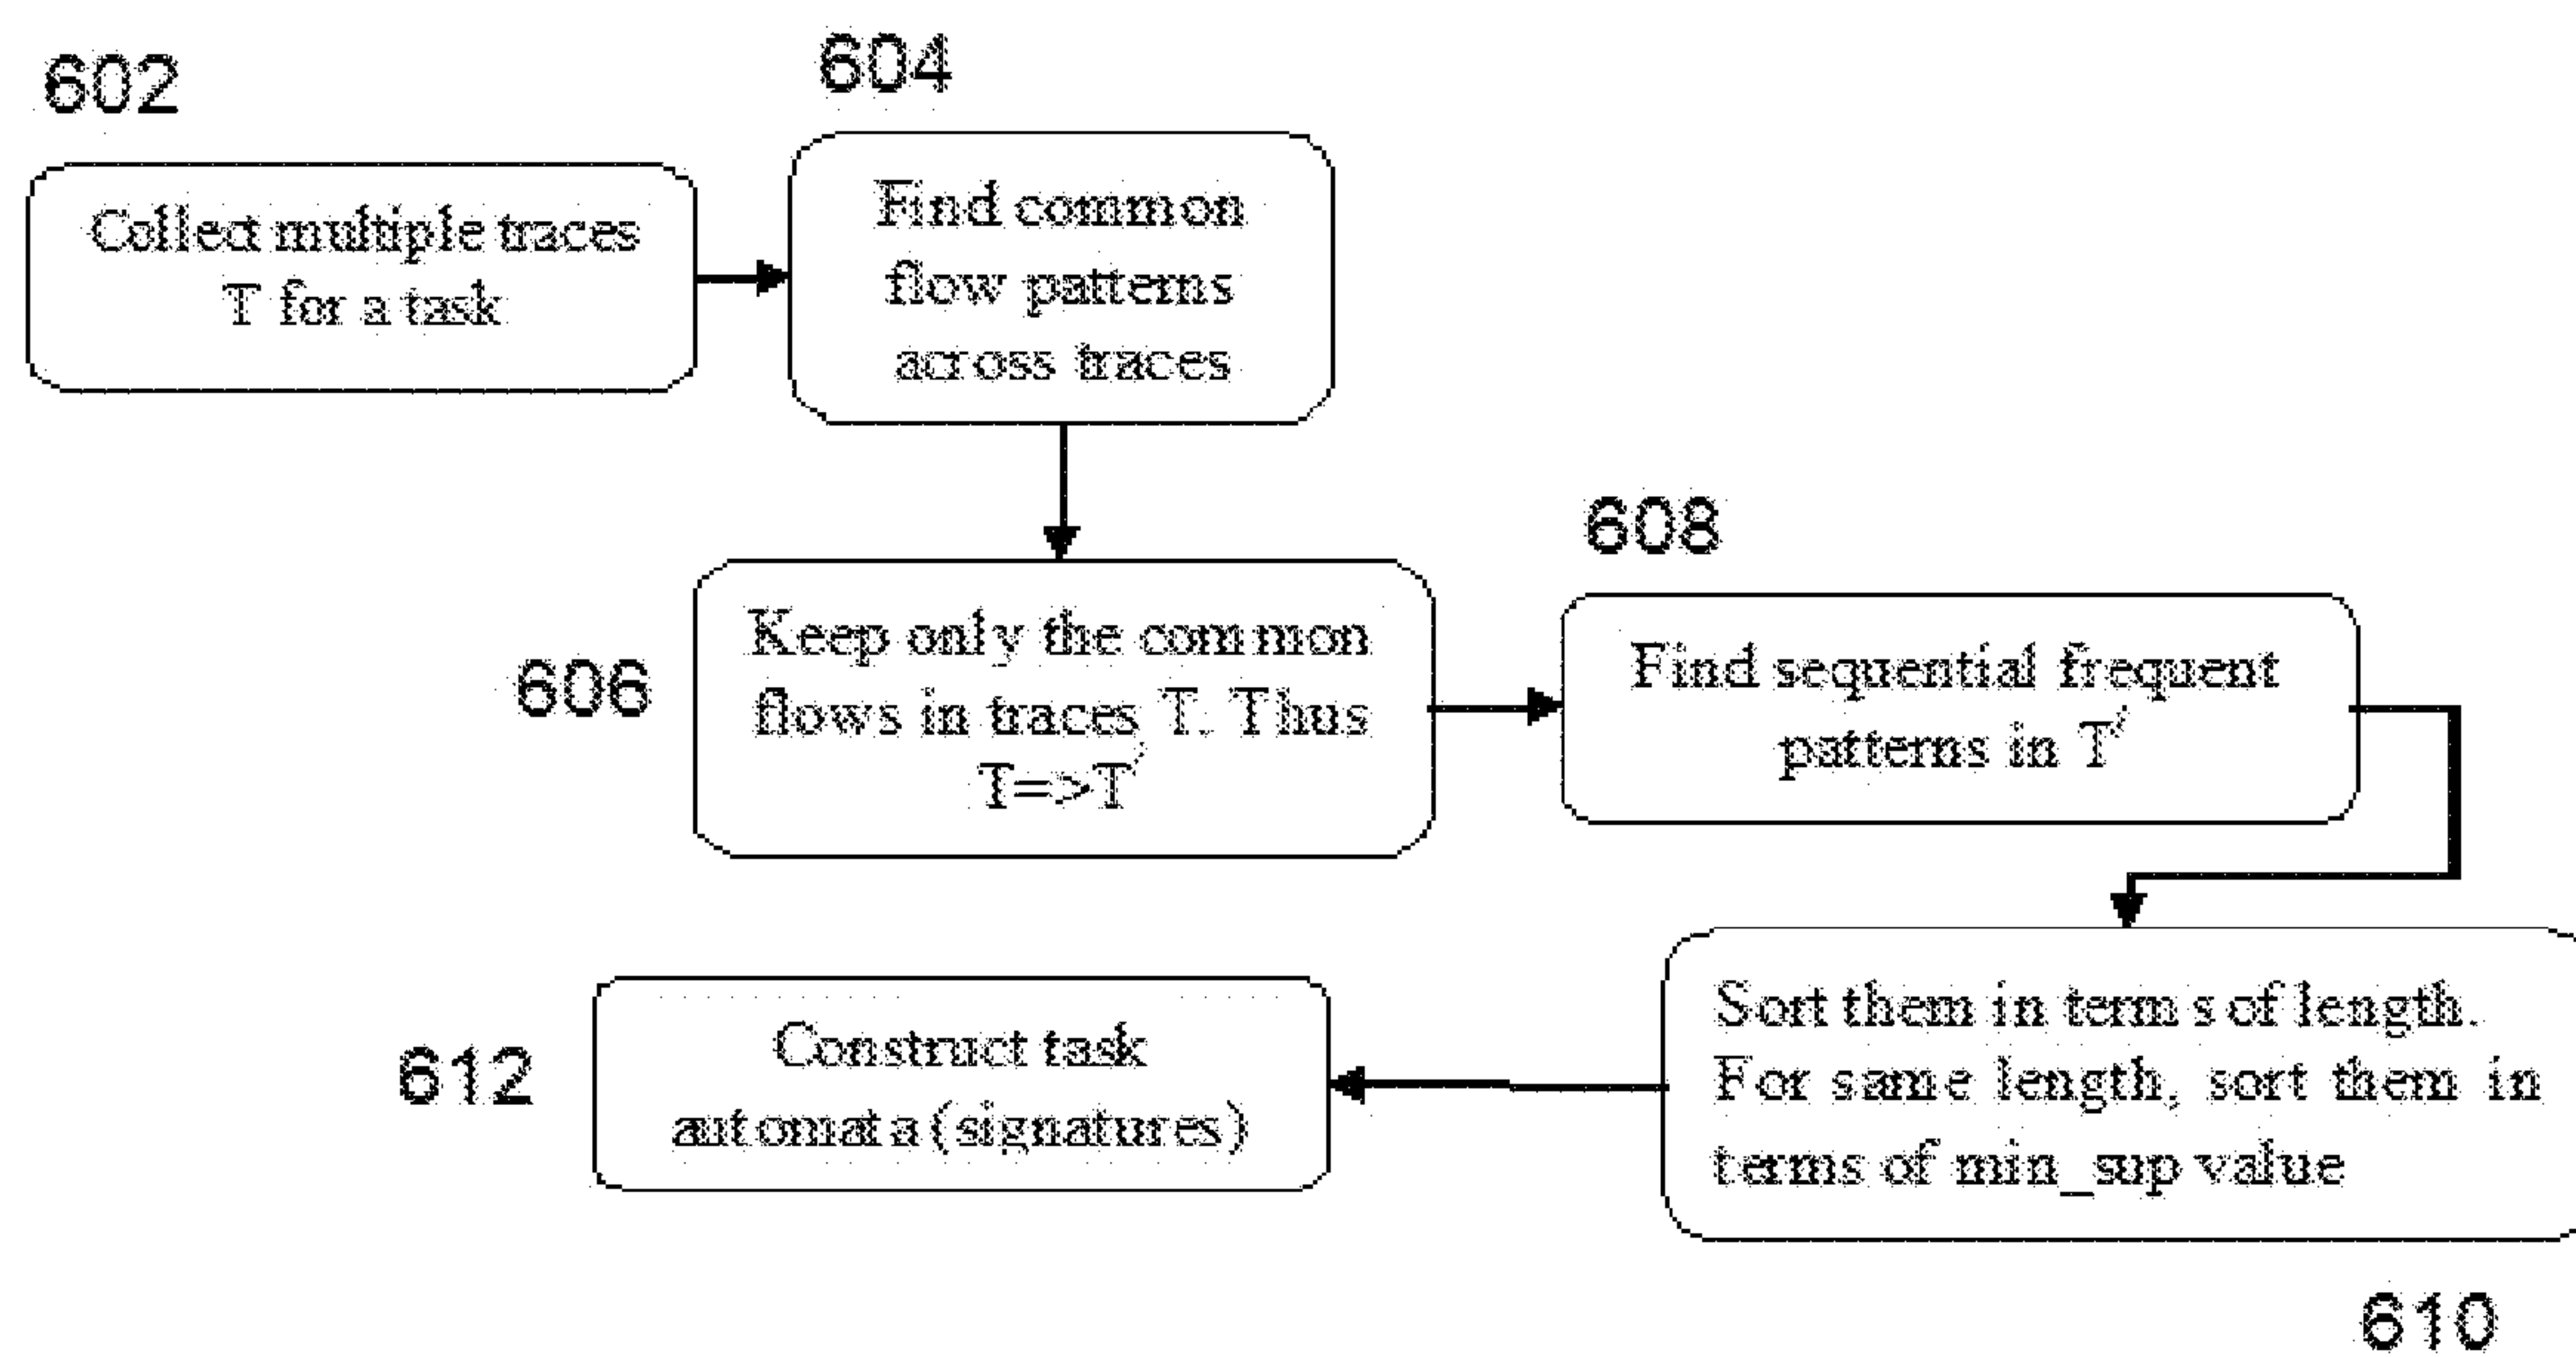 602
Collect multiple traces
T for a task
604
Find common
flow patterns
across traces
606
Keep only the common
flows in traces T. Thus
T=>T'
608
Find sequential frequent
patterns in T'
610
Sort them in terms of length.
For same length, sort them in
terms of min_sup value
612
Construct task
automata (signatures)